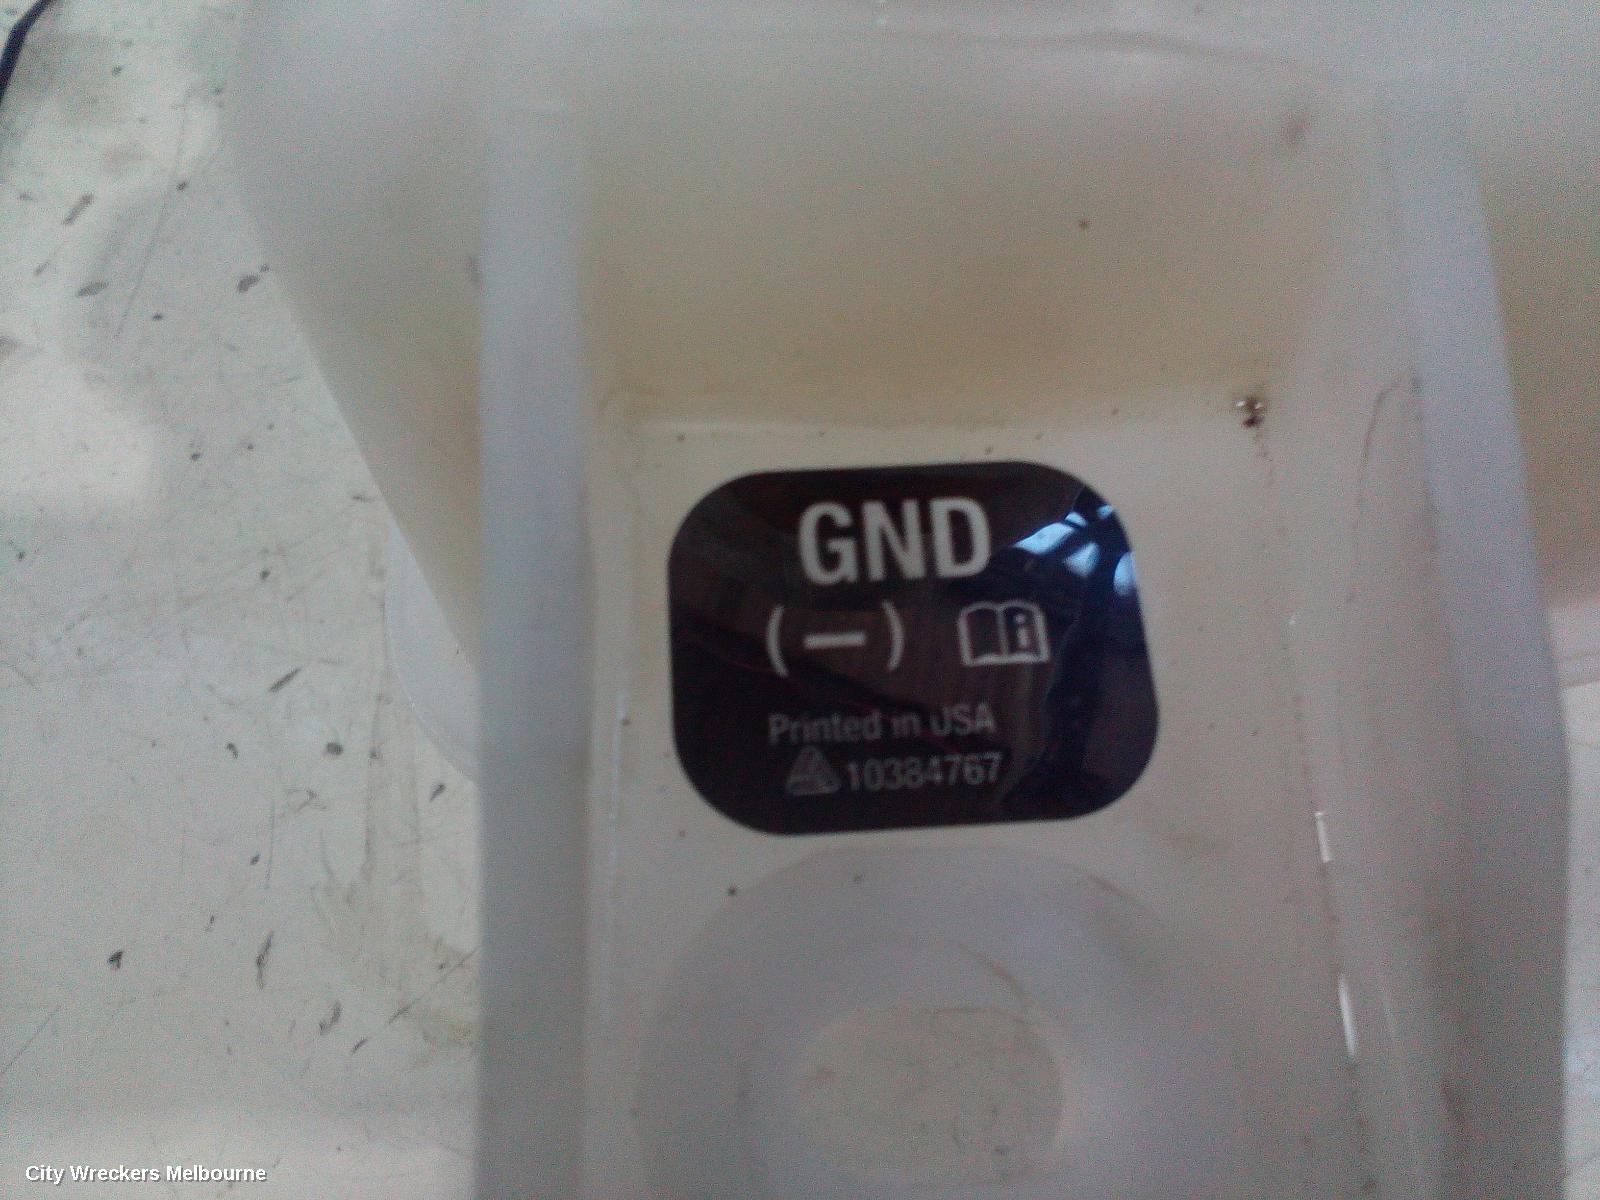 GND
(—)
Printed in USA
10384767
City Wreckers Melbourne